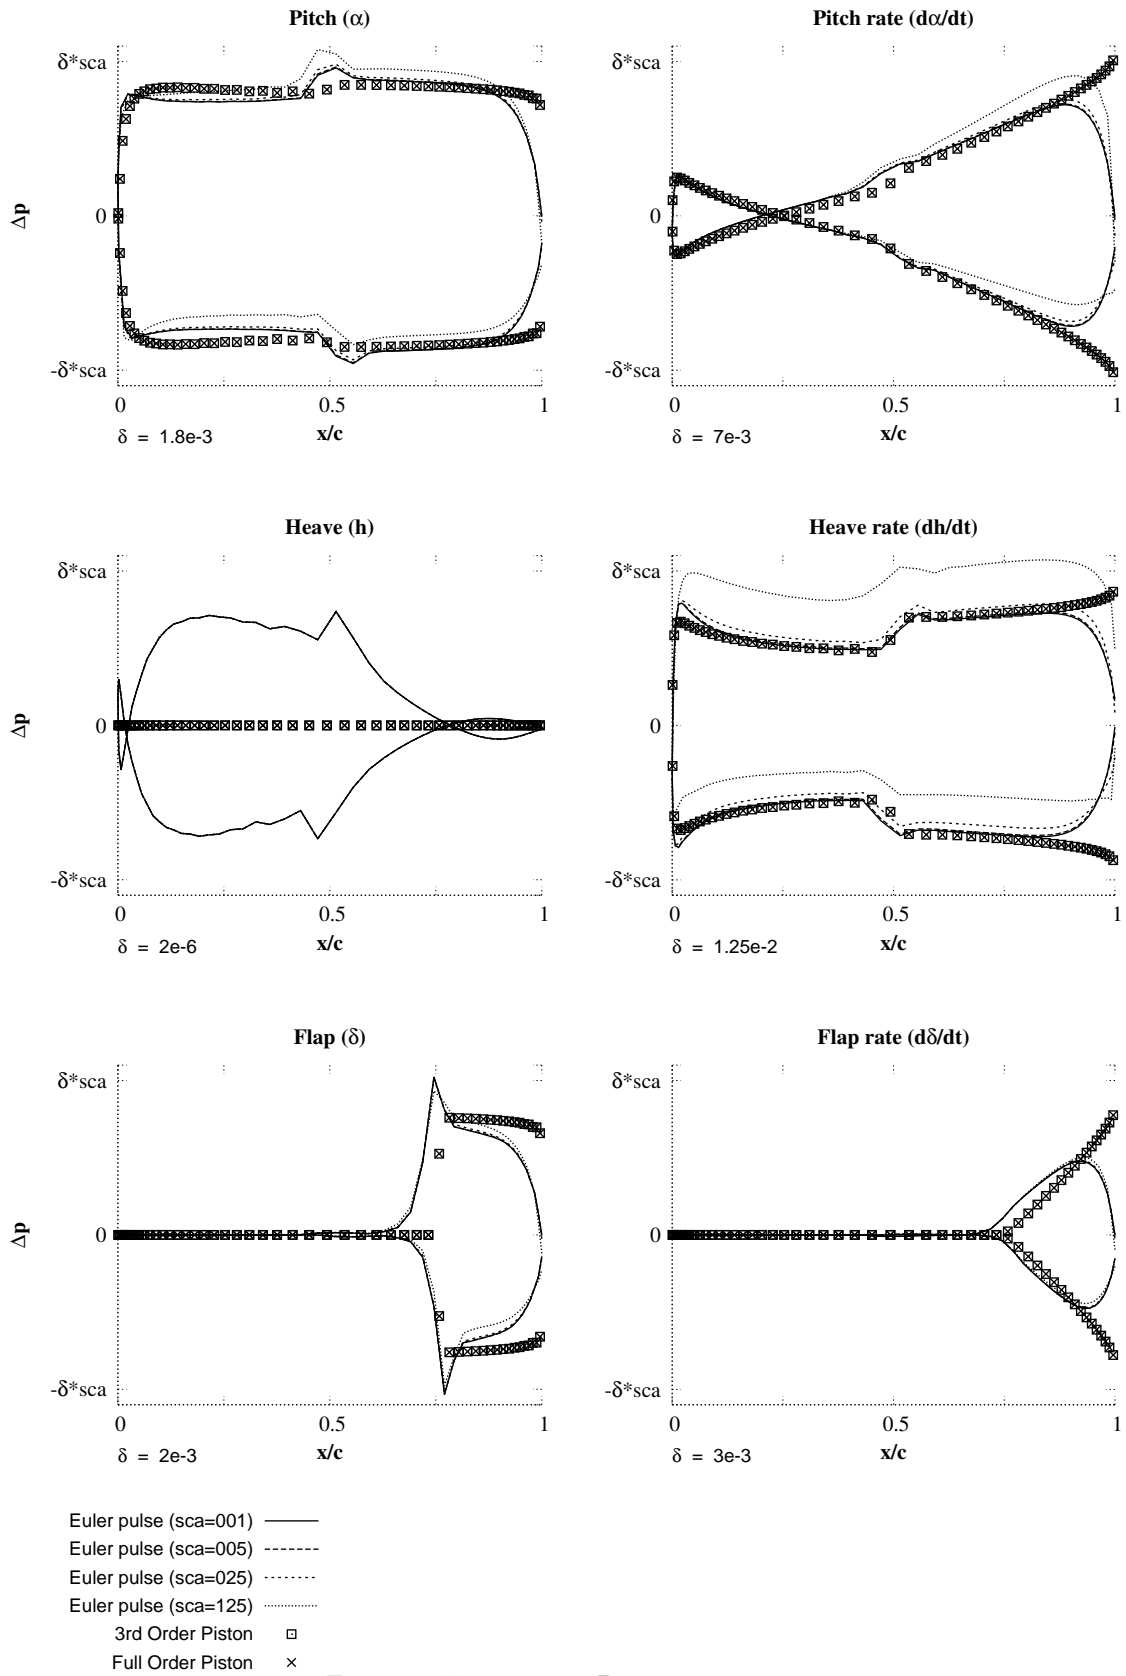 Pitch (α)
δ*sca
0
-δ*sca
Δp
0 0.5 1
x/c
δ = 1.8e-3
Pitch rate (dα/dt)
δ*sca
0
-δ*sca
0 0.5 1
x/c
δ = 7e-3
Heave (h)
δ*sca
0
-δ*sca
Δp
0 0.5 1
x/c
δ = 2e-6
Heave rate (dh/dt)
δ*sca
0
-δ*sca
0 0.5 1
x/c
δ = 1.25e-2
Flap (δ)
δ*sca
0
-δ*sca
Δp
0 0.5 1
x/c
δ = 2e-3
Flap rate (dδ/dt)
δ*sca
0
-δ*sca
0 0.5 1
x/c
δ = 3e-3
Euler pulse (sca=001)
Euler pulse (sca=005)
Euler pulse (sca=025)
Euler pulse (sca=125)
3rd Order Piston
Full Order Piston